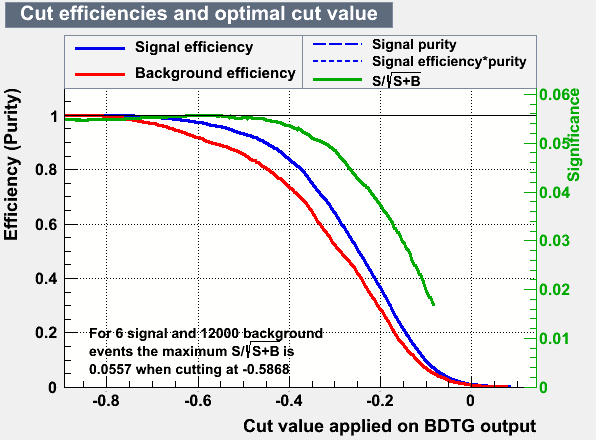 Cut efficiencies and optimal cut value
Signal efficiency
Background efficiency
Signal purity
Signal efficiency*purity
S/√S+B
Efficiency (Purity)
1
0.8
0.6
0.4
0.2
0
0.06
0.05
0.04
0.03
0.02
0.01
0
Significance
For 6 signal and 12000 background
events the maximum S/√S+B is
0.0557 when cutting at -0.5868
-0.8
-0.6
-0.4
-0.2
0
Cut value applied on BDTG output